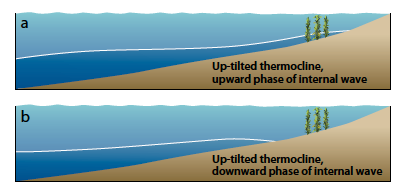 a
Up-tilted thermocline,
upward phase of internal wave
b
Up-tilted thermocline,
downward phase of internal wave